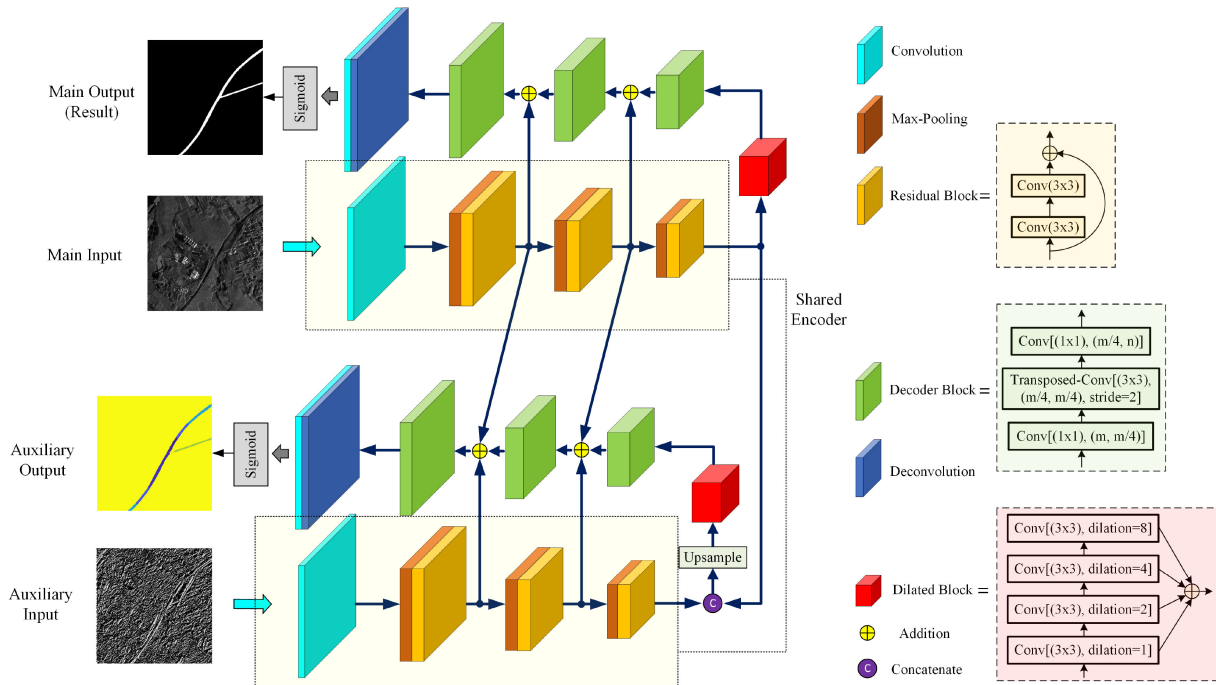 Main Output
(Result)
Sigmoid
Main Input
Shared
Encoder
Auxiliary
Output
Sigmoid
Auxiliary
Input
Upsample
C
Convolution
Max-Pooling
Residual Block=
Conv(3x3)
Conv(3x3)
Decoder Block=
Conv[(1x1), (m/4, n)]
Transposed-Conv[(3x3),
(m/4, m/4), stride=2]
Conv[(1x1), (m, m/4)]
Deconvolution
Dilated Block=
Conv[(3x3), dilation=8]
Conv[(3x3), dilation=4]
Conv[(3x3), dilation=2]
Conv[(3x3), dilation=1]
Addition
C
Concatenate